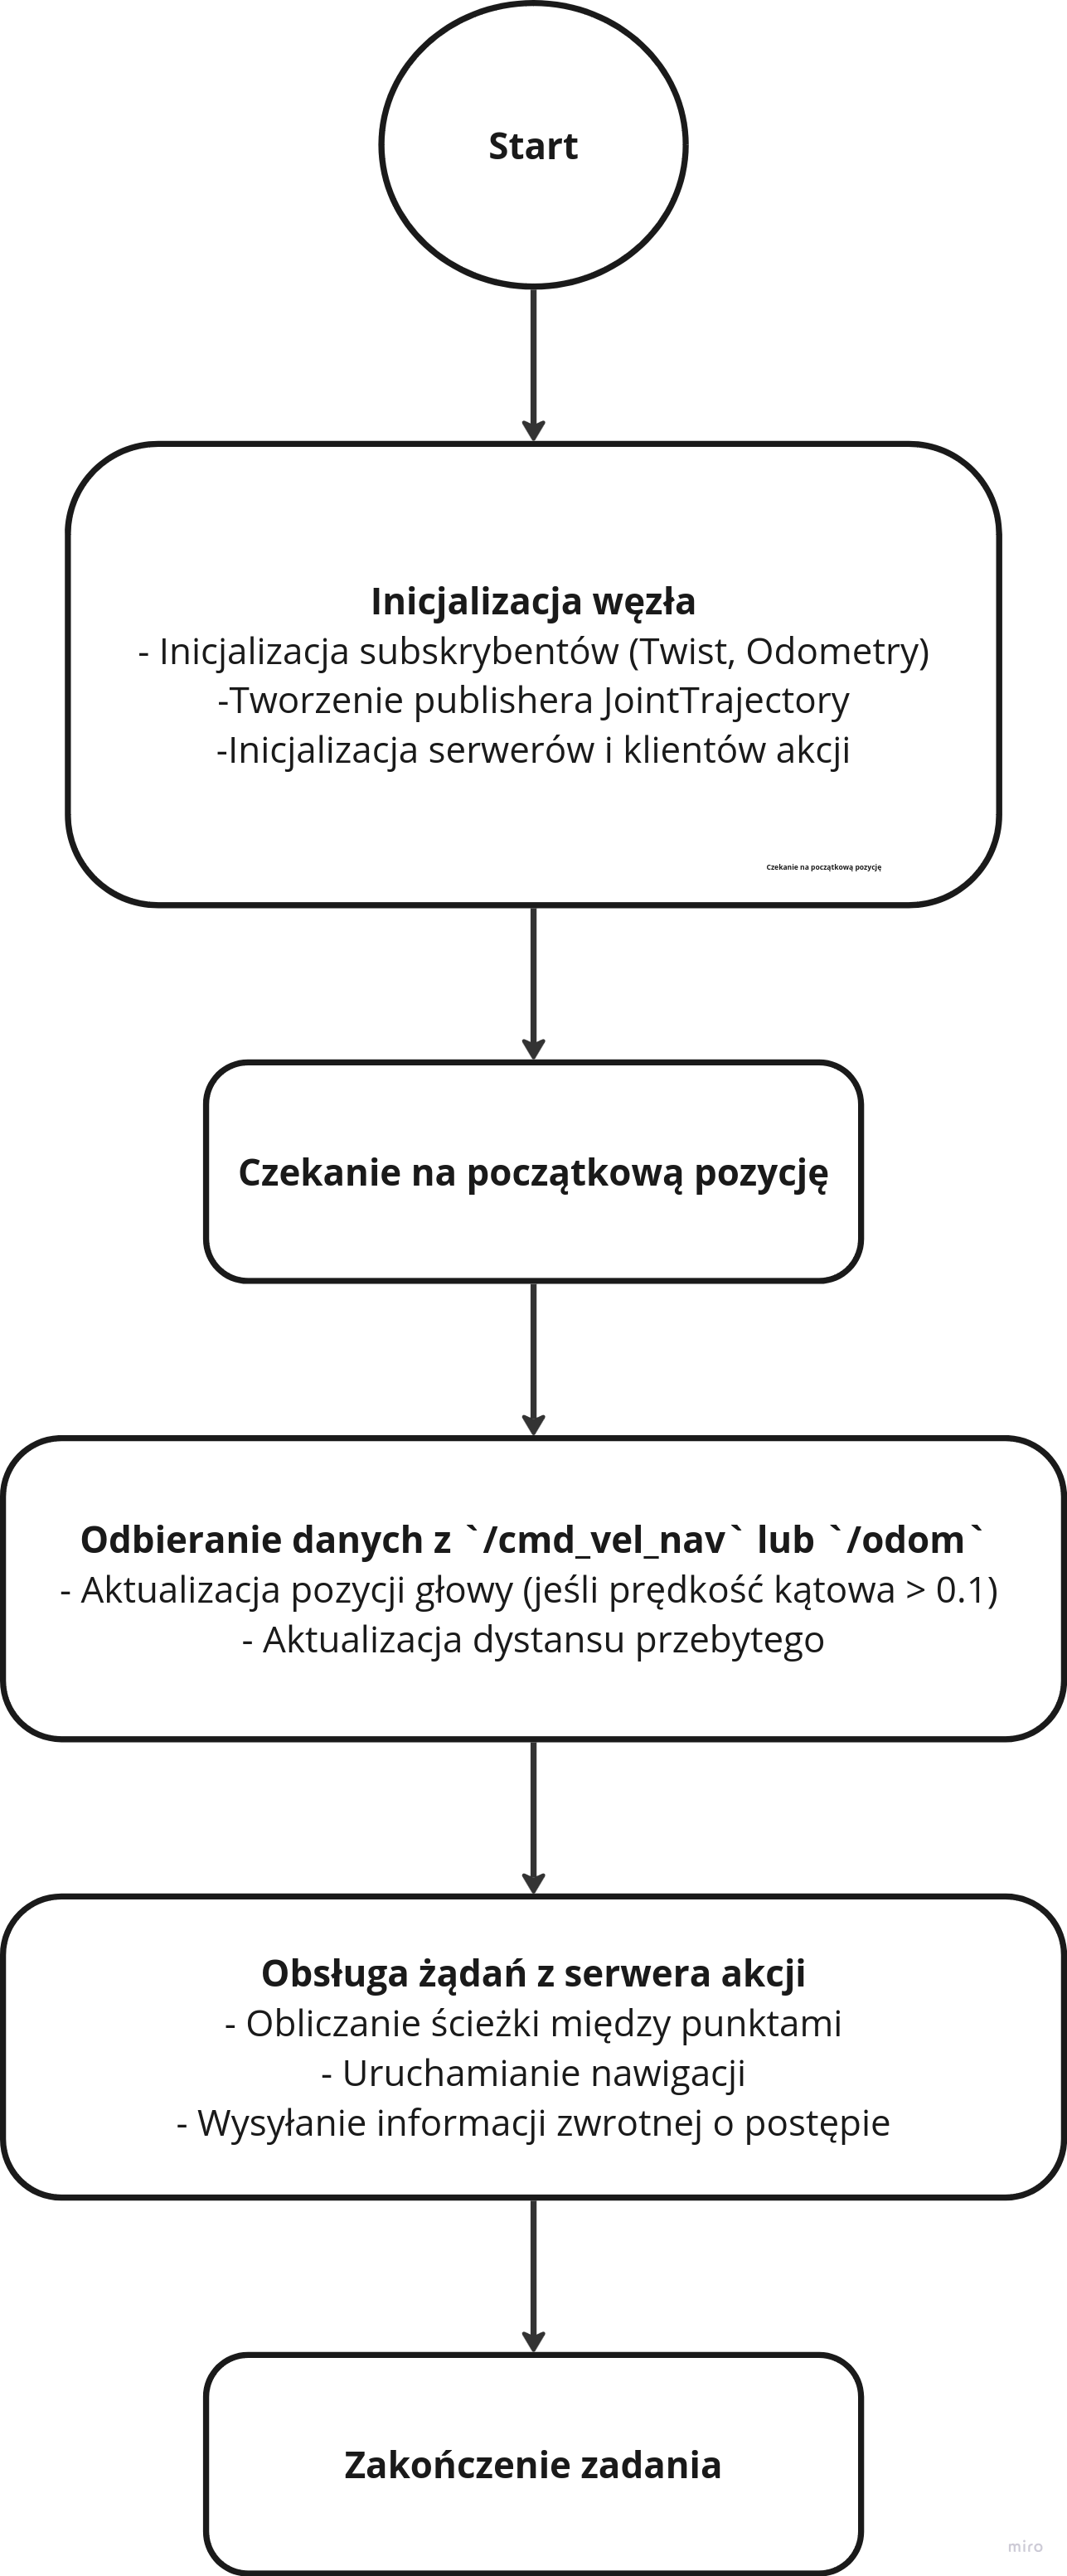 Start
Inicjalizacja węzła
- Inicjalizacja subskrybentów (Twist, Odometry)
-Tworzenie publishera JointTrajectory
-Inicjalizacja serwerów i klientów akcji
Czekanie na początkową pozycję
Czekanie na początkową pozycję
Odbieranie danych z `/cmd_vel_nav` lub `/odom`
- Aktualizacja pozycji głowy (jeśli prędkość kątowa > 0.1)
- Aktualizacja dystansu przebytego
Obsługa żądań z serwera akcji
- Obliczanie ścieżki między punktami
- Uruchamianie nawigacji
- Wysyłanie informacji zwrotnej o postępie
Zakończenie zadania
miro